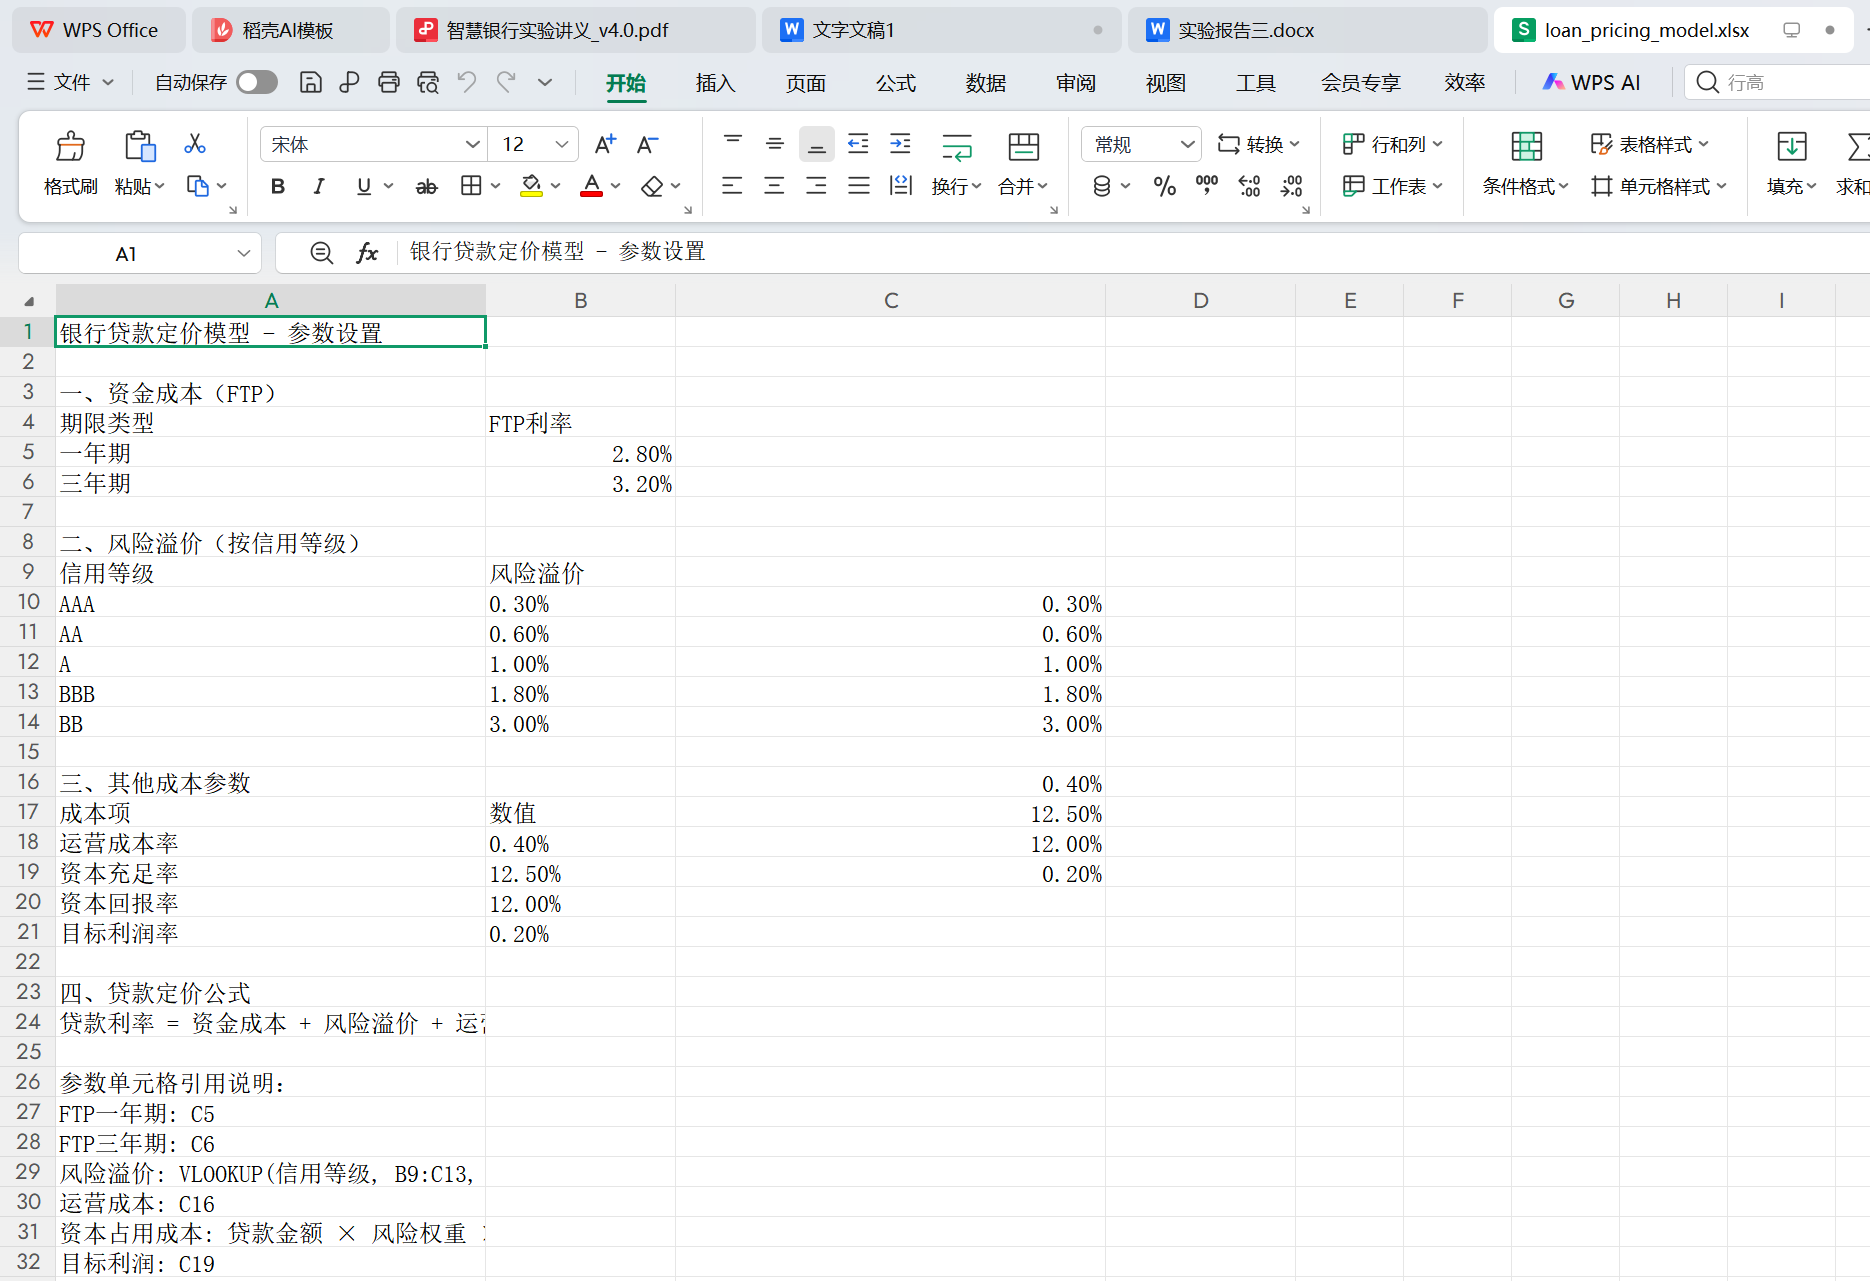 WPS Office
稻壳AI模板
智慧银行实验讲义_v4.0.pdf
文字文稿1
实验报告三.docx
loan_pricing_model.xlsx
文件
自动保存
开始
插入
页面
公式
数据
审阅
视图
工具
会员专享
效率
WPS AI
行高
格式刷
粘贴
宋体
12
换行
合并
常规
转换
行和列
工作表
条件格式
表格样式
单元格样式
填充
A1
fx
银行贷款定价模型 - 参数设置
A B C D E F G H I
1 银行贷款定价模型 - 参数设置
2
3 一、资金成本（FTP）
4 期限类型 FTP利率
5 一年期 2.80%
6 三年期 3.20%
7
8 二、风险溢价（按信用等级）
9 信用等级 风险溢价
10 AAA 0.30% 0.30%
11 AA 0.60% 0.60%
12 A 1.00% 1.00%
13 BBB 1.80% 1.80%
14 BB 3.00% 3.00%
15
16 三、其他成本参数 0.40%
17 成本项 数值 12.50%
18 运营成本率 0.40% 12.00%
19 资本充足率 12.50% 0.20%
20 资本回报率 12.00%
21 目标利润率 0.20%
22
23 四、贷款定价公式
24 贷款利率 = 资金成本 + 风险溢价 + 运
25
26 参数单元格引用说明：
27 FTP一年期: C5
28 FTP三年期: C6
29 风险溢价: VLOOKUP(信用等级, B9:C13,
30 运营成本: C16
31 资本占用成本: 贷款金额 × 风险权重
32 目标利润: C19